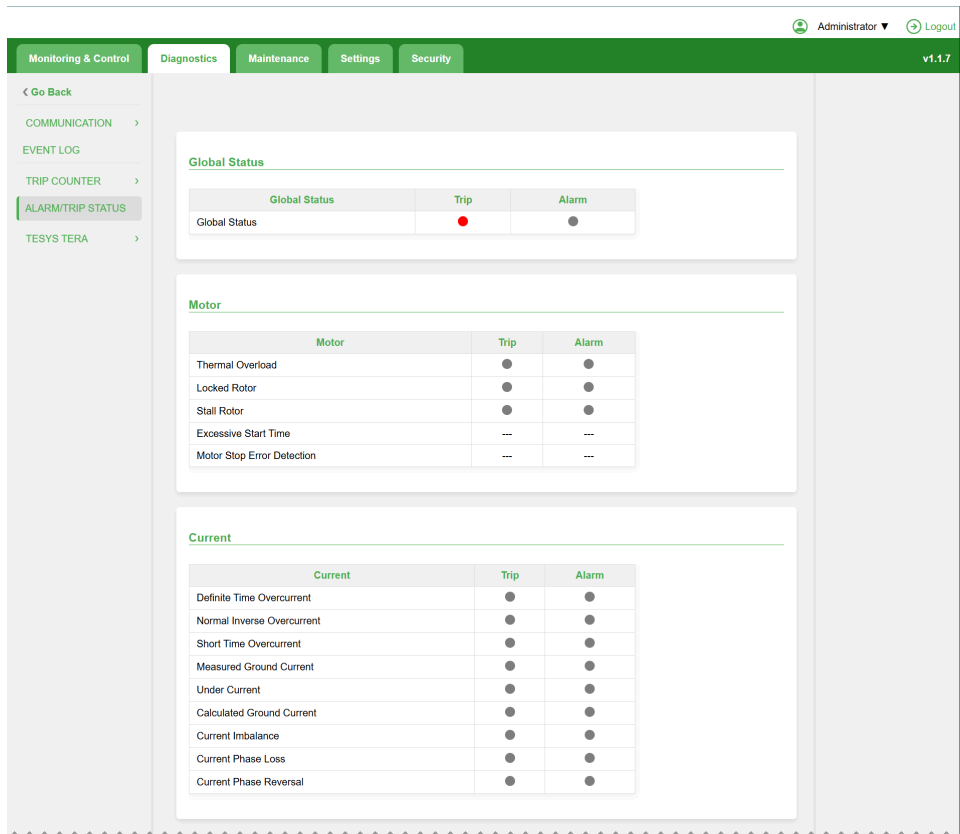 Administrator ▼ Logout
Monitoring & Control Diagnostics Maintenance Settings Security v1.1.7
Go Back
COMMUNICATION
EVENT LOG
TRIP COUNTER
ALARM/TRIP STATUS
TESYS TERA
Global Status
Global Status Trip Alarm
Global Status
Motor
Motor Trip Alarm
Thermal Overload
Locked Rotor
Stall Rotor
Excessive Start Time --- ---
Motor Stop Error Detection --- ---
Current
Current Trip Alarm
Definite Time Overcurrent
Normal Inverse Overcurrent
Short Time Overcurrent
Measured Ground Current
Under Current
Calculated Ground Current
Current Imbalance
Current Phase Loss
Current Phase Reversal